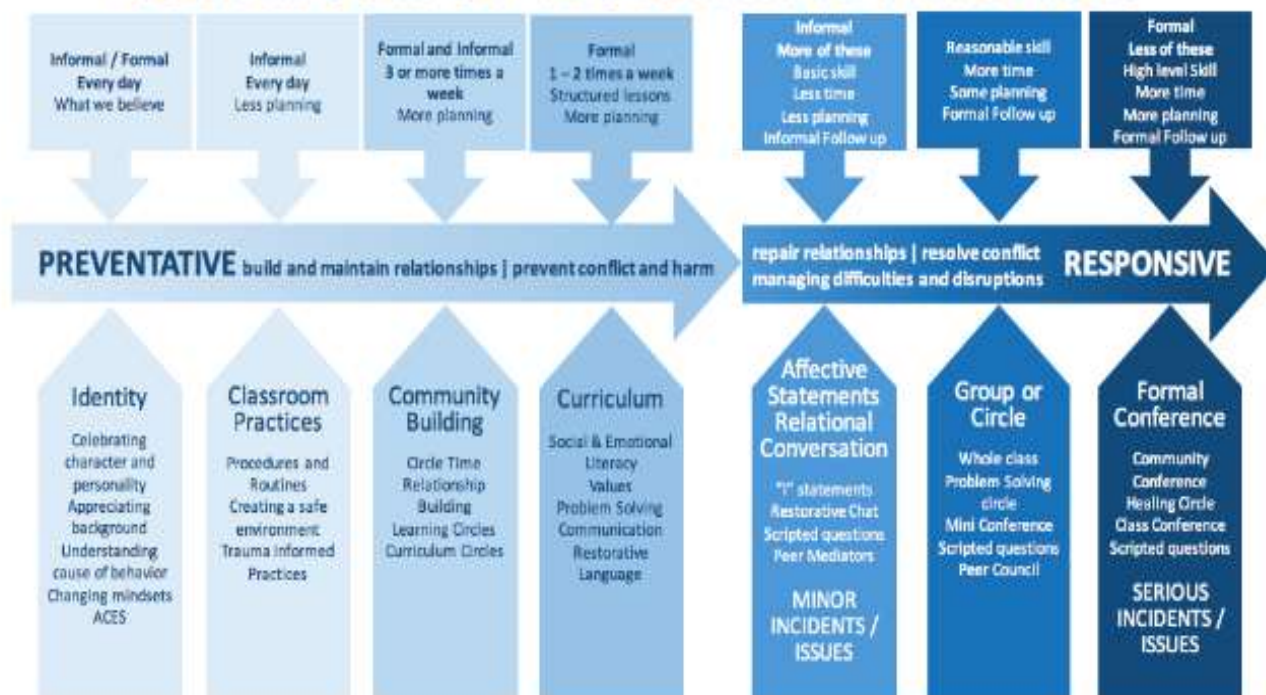 Informal / Formal
Every day
What we believe
Informal
Every day
Less planning
Formal and Informal
3 or more times a
week
More planning
Formal
1 – 2 times a week
Structured lessons
More planning
Informal
More of these
Basic skill
Less time
Less planning
Informal Follow up
Reasonable skill
More time
Some planning
Formal Follow up
Formal
Less of these
High level Skill
More time
More planning
Formal Follow up
PREVENTATIVE build and maintain relationships | prevent conflict and harm
repair relationships | resolve conflict
managing difficulties and disruptions
RESPONSIVE
Identity
Celebrating
character and
personality
Appreciating
background
Understanding
cause of behavior
Changing mindsets
ACES
Classroom
Practices
Procedures and
Routines
Creating a safe
environment
Trauma Informed
Practices
Community
Building
Circle Time
Relationship
Building
Learning Circles
Curriculum Circles
Curriculum
Social & Emotional
Literacy
Values
Problem Solving
Communication
Restorative
Language
Affective
Statements
Relational
Conversation
"I" statements
Restorative Chat
Scripted questions
Peer Mediators
MINOR
INCIDENTS /
ISSUES
Group or
Circle
Whole class
Problem Solving
circle
Mini Conference
Scripted questions
Peer Council
Formal
Conference
Community
Conference
Healing Circle
Class Conference
Scripted questions
SERIOUS
INCIDENTS /
ISSUES